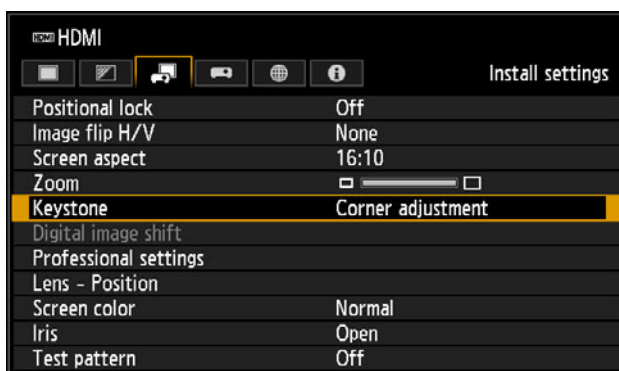 HDMI HDMI
Install settings
Positional lock Off
Image flip H/V None
Screen aspect 16:10
Zoom
Keystone Corner adjustment
Digital image shift
Professional settings
Lens - Position
Screen color Normal
Iris Open
Test pattern Off